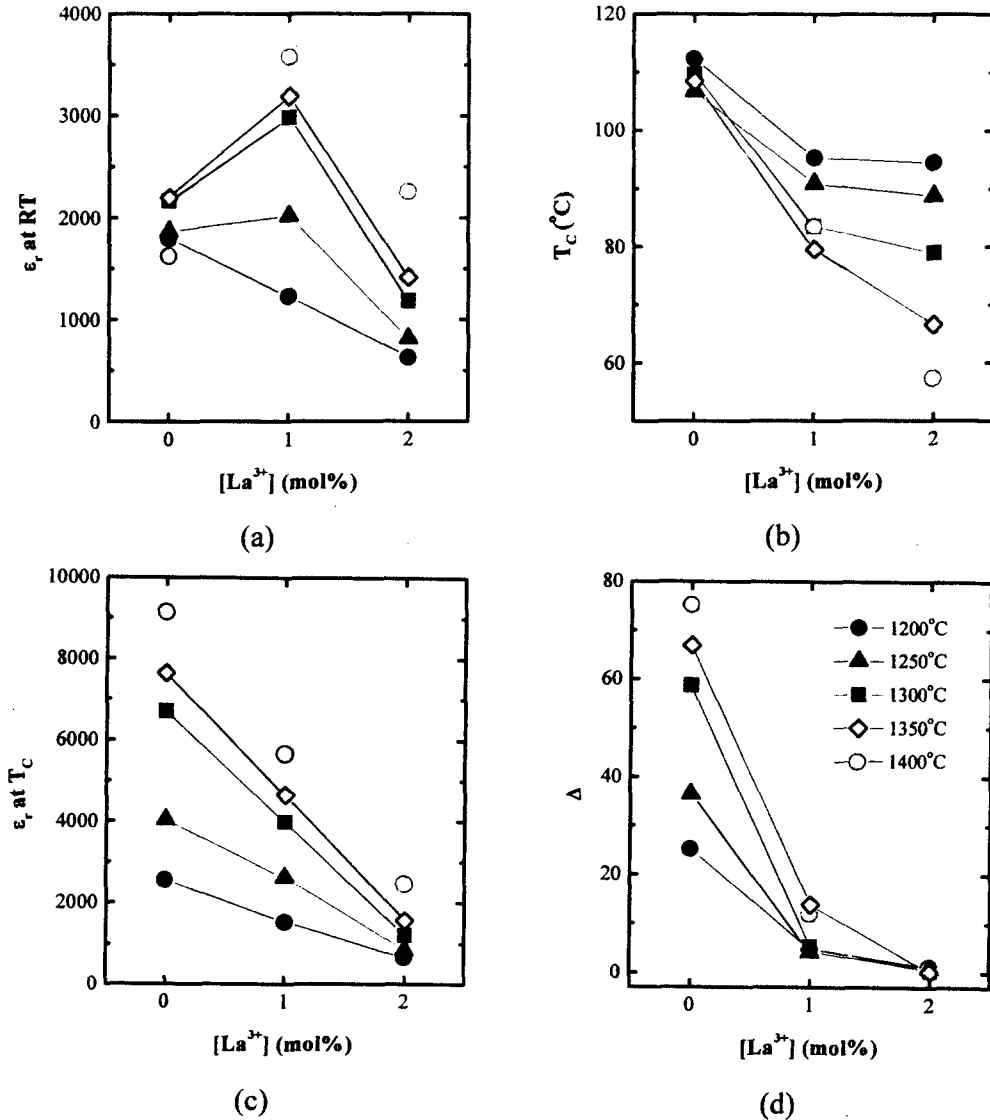 4000
3000
2000
1000
0
εr at RT
0 1 2
[La³⁺] (mol%)
(a)
120
100
80
60
T_C (°C)
0 1 2
[La³⁺] (mol%)
(b)
10000
8000
6000
4000
2000
0
εr at T_C
0 1 2
[La³⁺] (mol%)
(c)
80
60
40
20
0
Δ
1200°C
1250°C
1300°C
1350°C
1400°C
0 1 2
[La³⁺] (mol%)
(d)